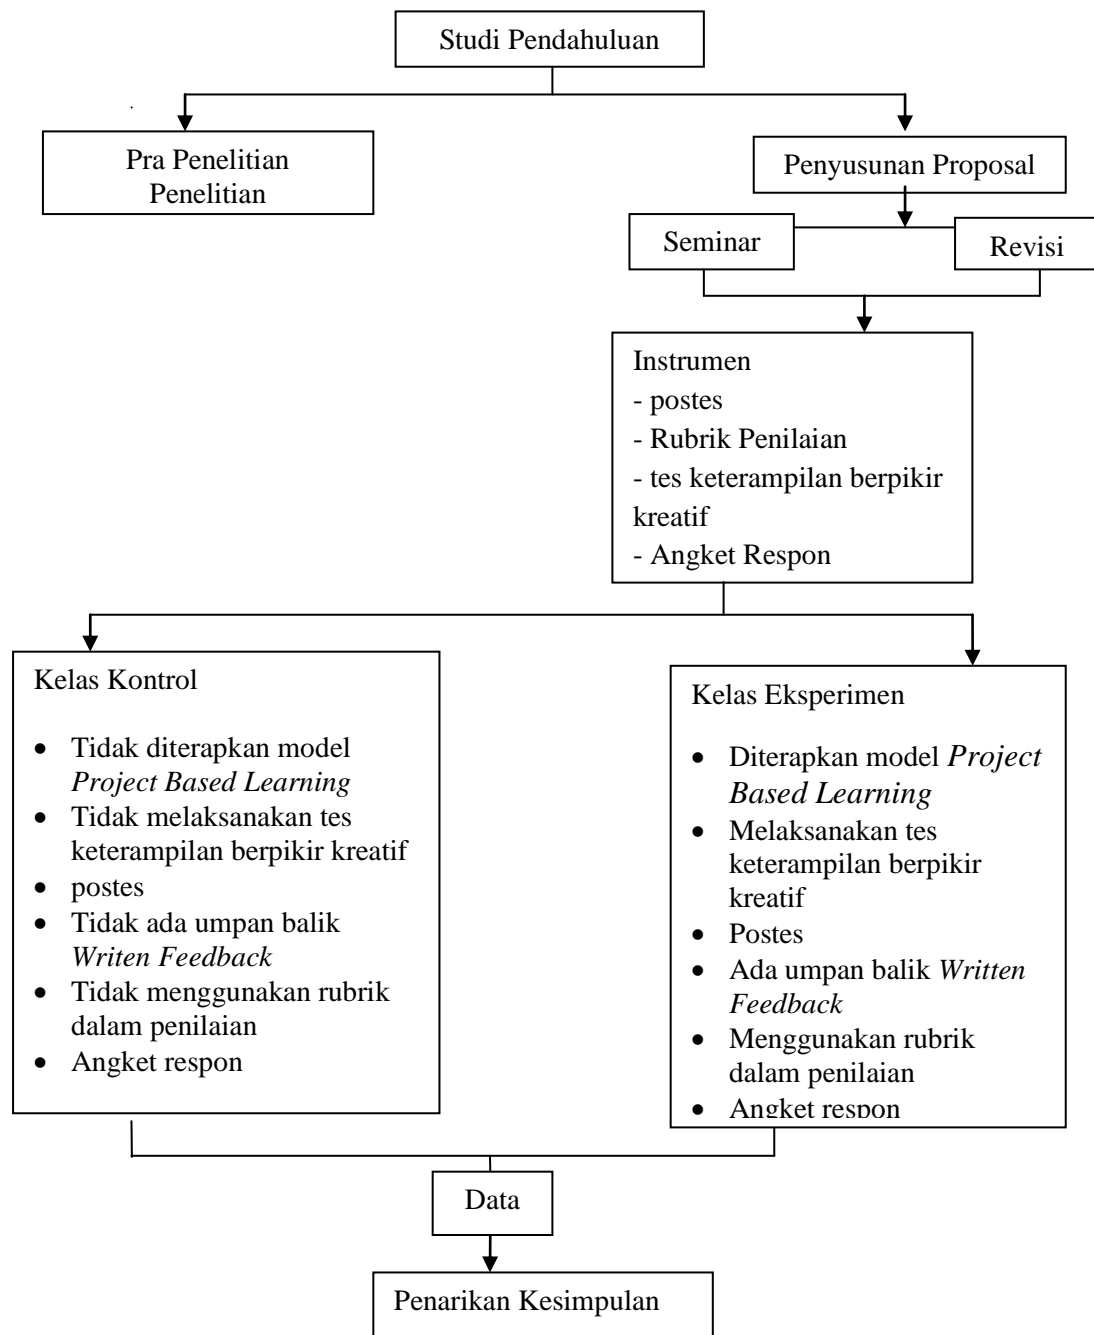 Studi Pendahuluan
Pra Penelitian
Penelitian
Penyusunan Proposal
Seminar
Revisi
Instrumen
- postes
- Rubrik Penilaian
- tes keterampilan berpikir
kreatif
- Angket Respon
Kelas Kontrol
• Tidak diterapkan model
Project Based Learning
• Tidak melaksanakan tes
keterampilan berpikir kreatif
• postes
• Tidak ada umpan balik
Writen Feedback
• Tidak menggunakan rubrik
dalam penilaian
• Angket respon
Kelas Eksperimen
• Diterapkan model Project
Based Learning
• Melaksanakan tes
keterampilan berpikir
kreatif
• Postes
• Ada umpan balik Written
Feedback
• Menggunakan rubrik
dalam penilaian
• Angket respon
Data
Penarikan Kesimpulan